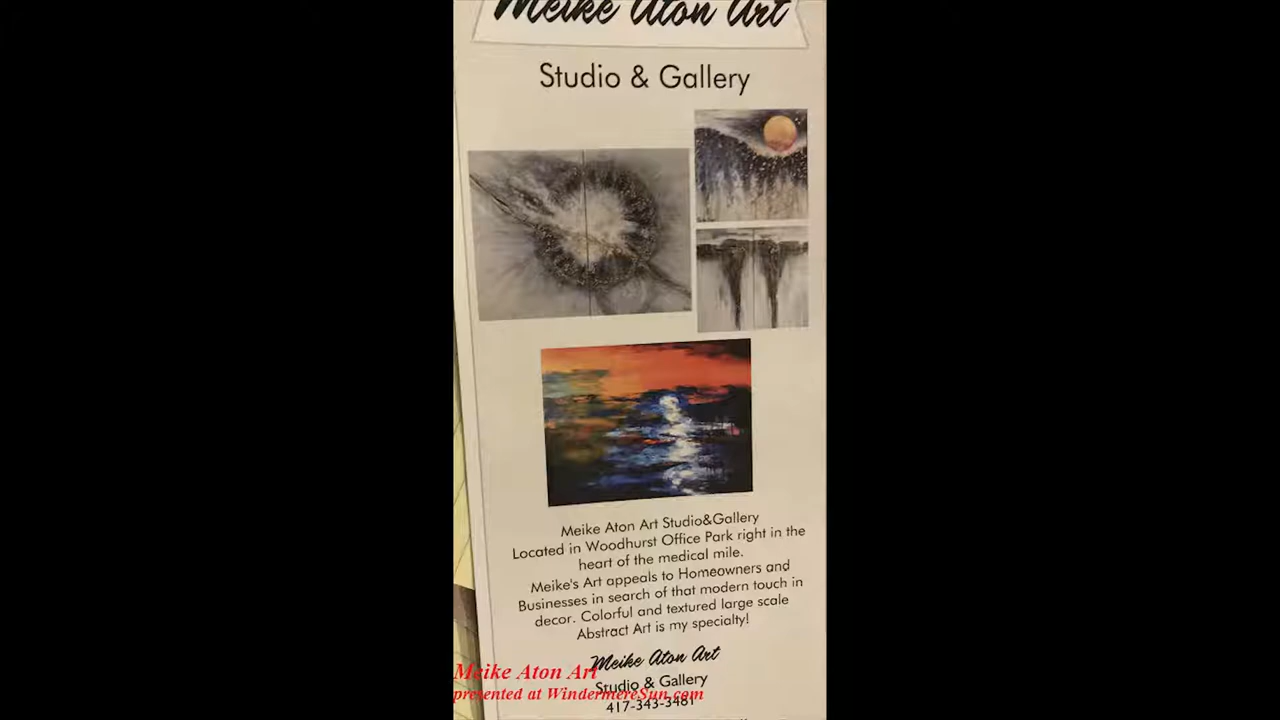 Meike Aton Art
Studio & Gallery
Meike Aton Art Studio&Gallery
Located in Woodhurst Office Park right in the
heart of the medical mile.
Meike's Art appeals to Homeowners and
Businesses in search of that modern touch in
decor. Colorful and textured large scale
Abstract Art is my specialty!
Meike Aton Art
Studio & Gallery
417-343-3481
Meike Aton Art
presented at WindermereSun.com